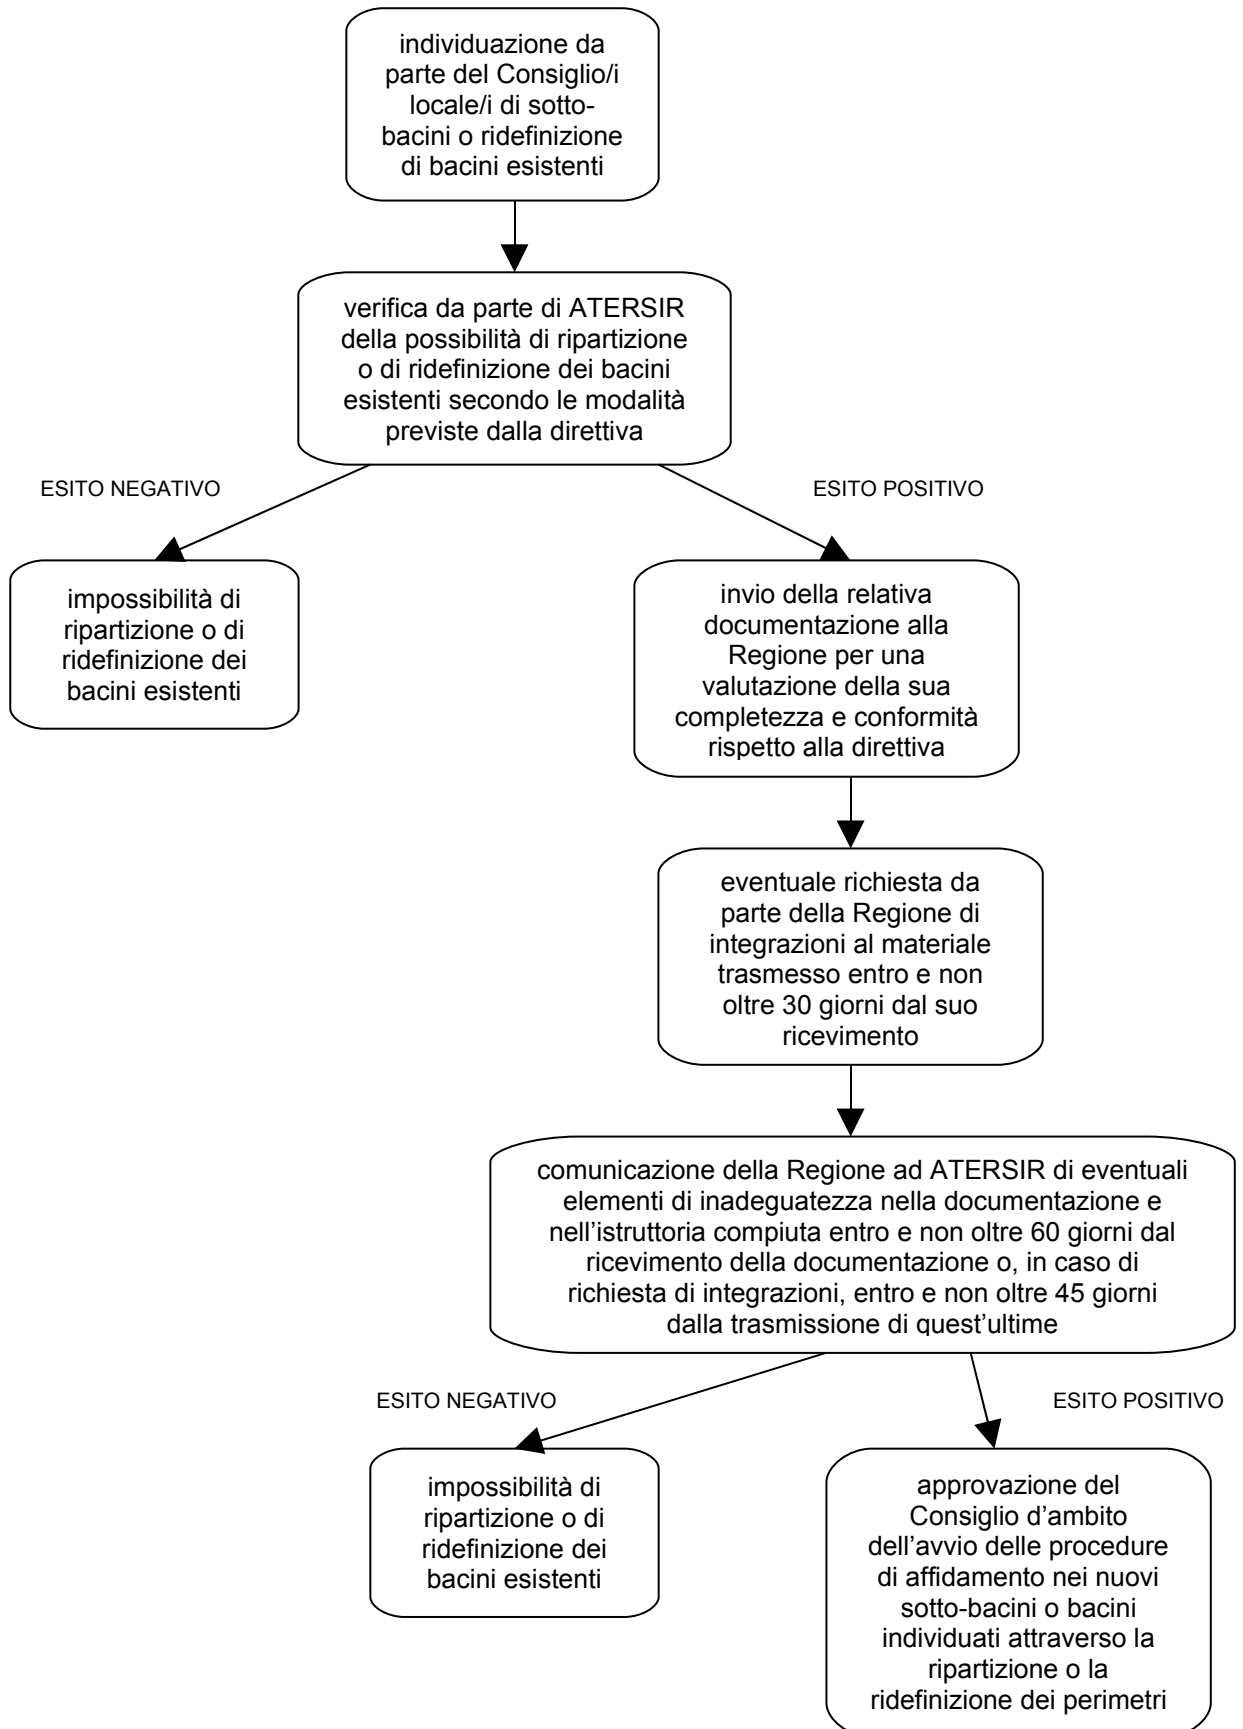 individuazione da
parte del Consiglio/i
locale/i di sotto-
bacini o ridefinizione
di bacini esistenti
verifica da parte di ATERSIR
della possibilità di ripartizione
o di ridefinizione dei bacini
esistenti secondo le modalità
previste dalla direttiva
ESITO NEGATIVO
ESITO POSITIVO
impossibilità di
ripartizione o di
ridefinizione dei
bacini esistenti
invio della relativa
documentazione alla
Regione per una
valutazione della sua
completezza e conformità
rispetto alla direttiva
eventuale richiesta da
parte della Regione di
integrazioni al materiale
trasmesso entro e non
oltre 30 giorni dal suo
ricevimento
comunicazione della Regione ad ATERSIR di eventuali
elementi di inadeguatezza nella documentazione e
nell’istruttoria compiuta entro e non oltre 60 giorni dal
ricevimento della documentazione o, in caso di
richiesta di integrazioni, entro e non oltre 45 giorni
dalla trasmissione di quest’ultime
ESITO NEGATIVO
ESITO POSITIVO
impossibilità di
ripartizione o di
ridefinizione dei
bacini esistenti
approvazione del
Consiglio d’ambito
dell’avvio delle procedure
di affidamento nei nuovi
sotto-bacini o bacini
individuati attraverso la
ripartizione o la
ridefinizione dei perimetri